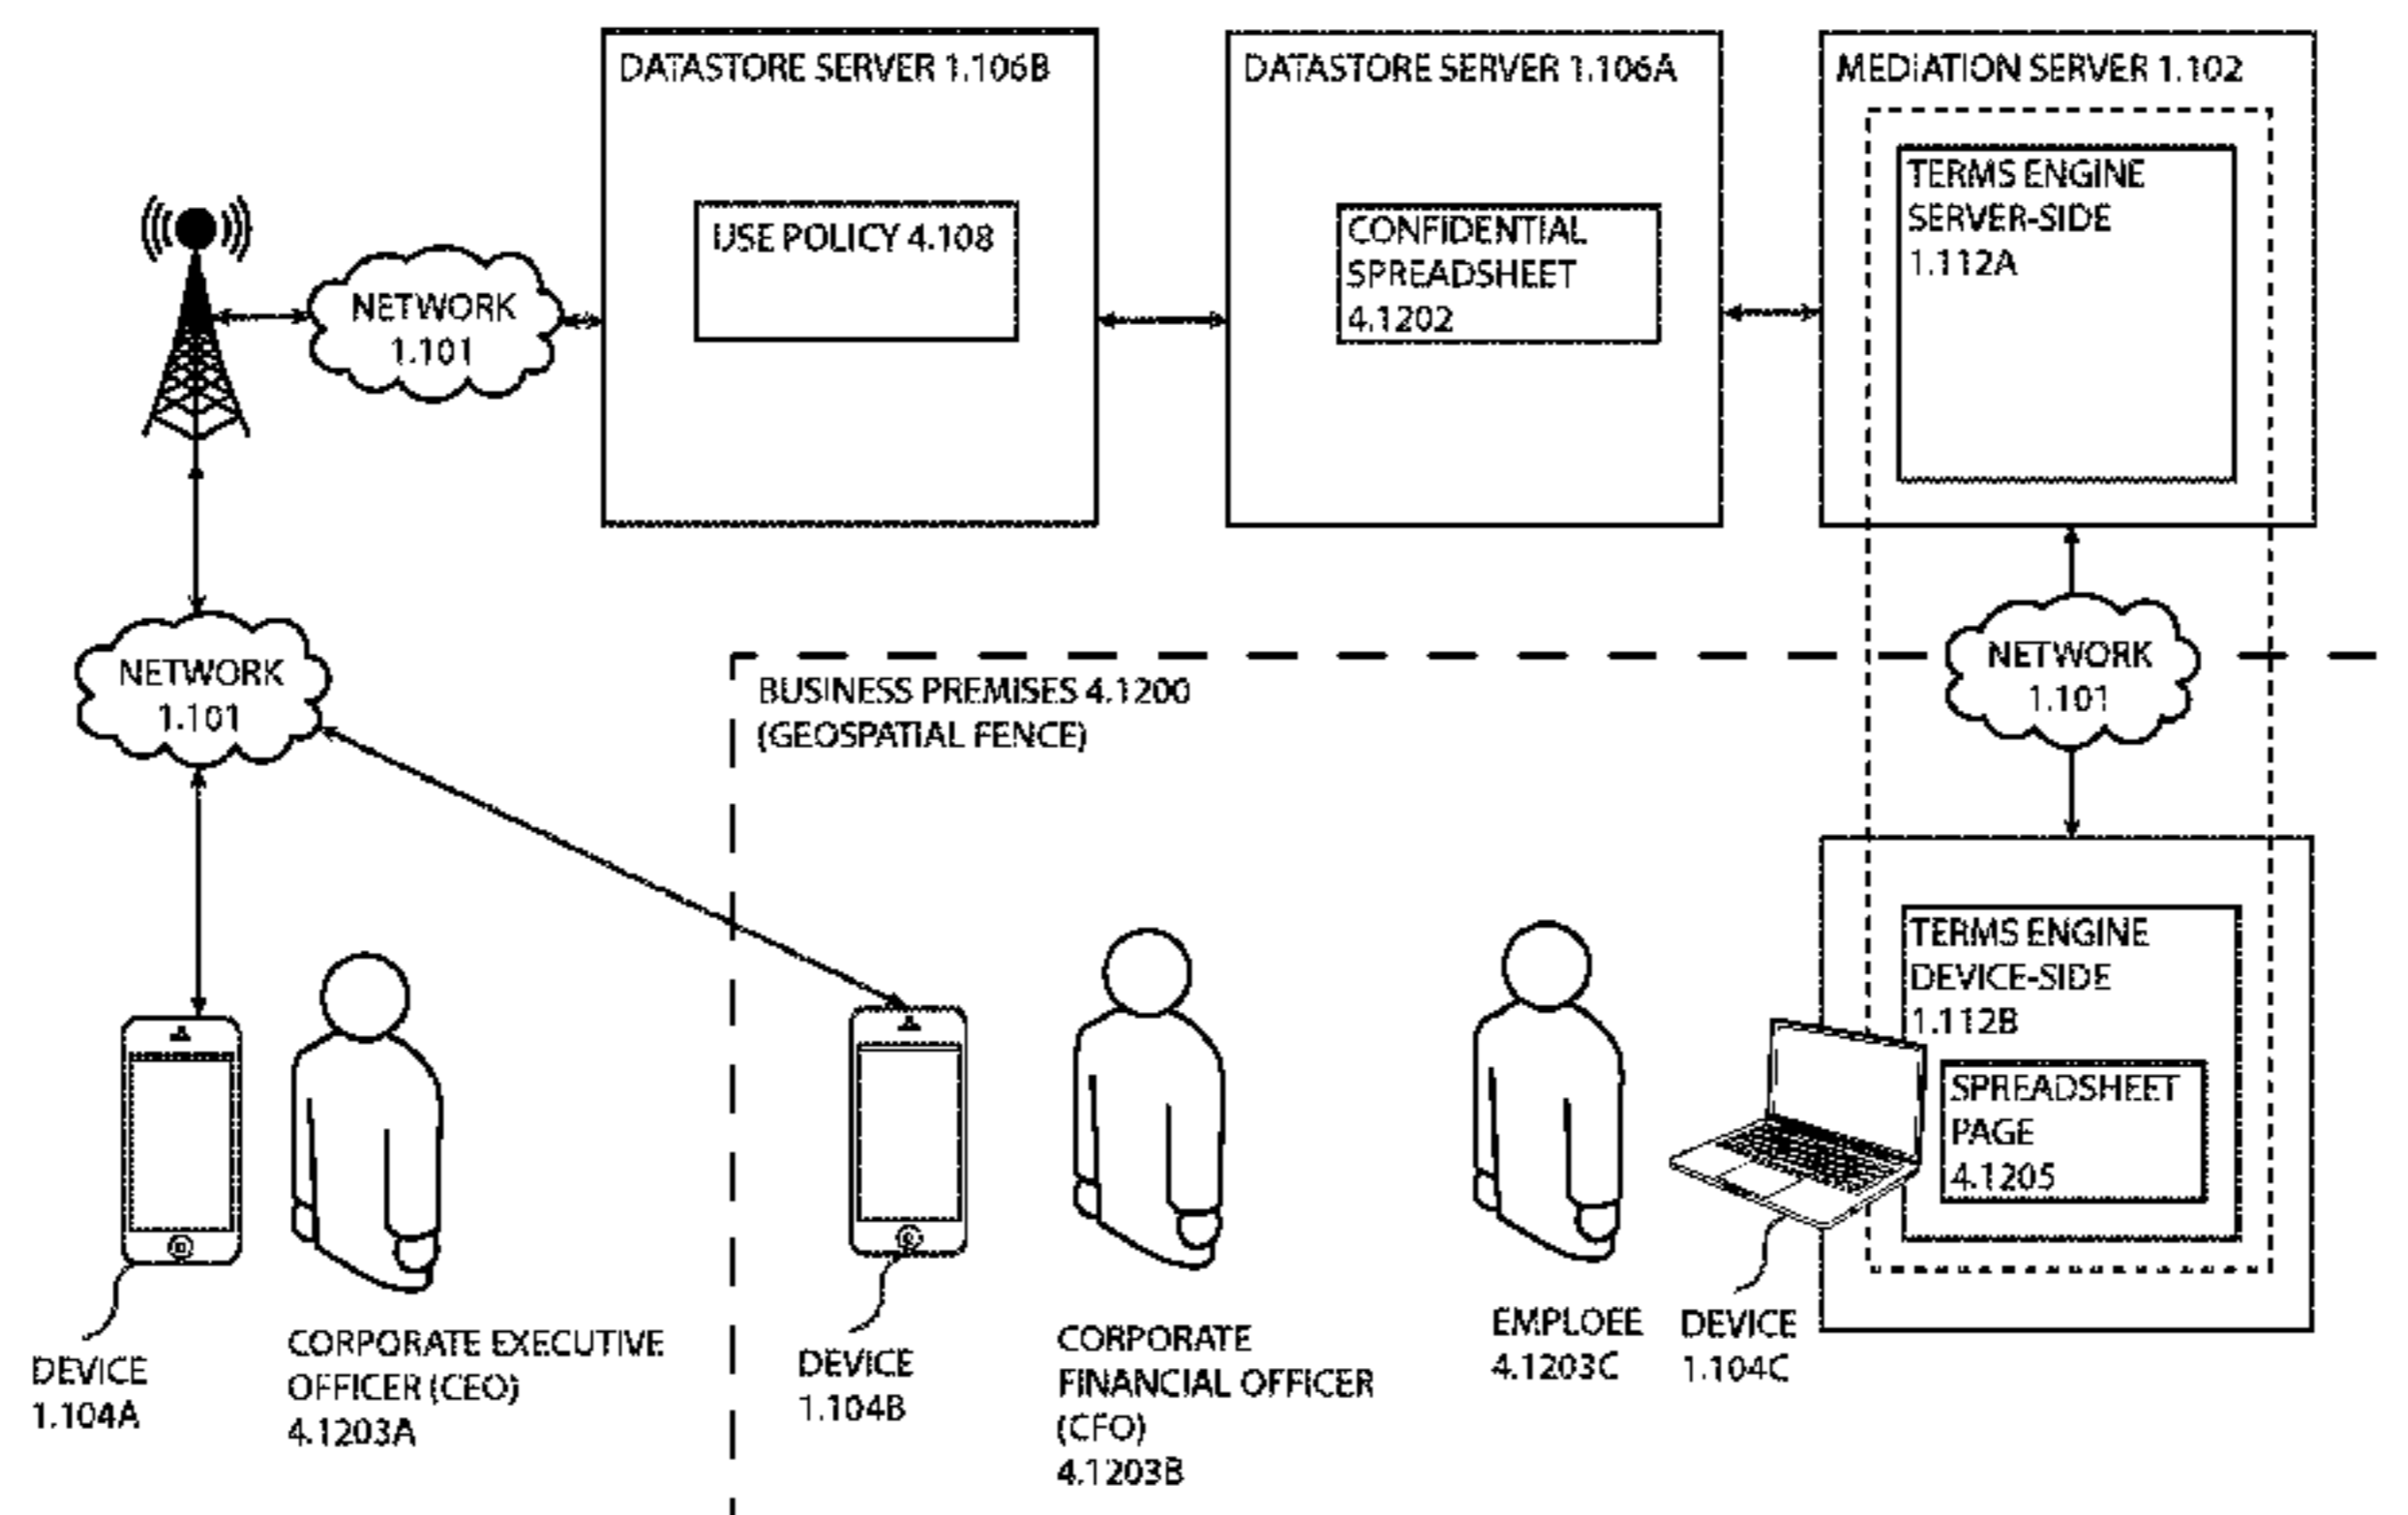 DATASTORE SERVER 1.106B
USE POLICY 4.108
DATASTORE SERVER 1.106A
CONFIDENTIAL
SPREADSHEET
4.1202
MEDIATION SERVER 1.102
TERMS ENGINE
SERVER-SIDE
1.112A
NETWORK
1.101
NETWORK
1.101
BUSINESS PREMISES 4.1200
(GEOSPATIAL FENCE)
NETWORK
1.101
TERMS ENGINE
DEVICE-SIDE
1.112B
SPREADSHEET
PAGE
4.1205
DEVICE
1.104A
CORPORATE EXECUTIVE
OFFICER (CEO)
4.1203A
DEVICE
1.104B
CORPORATE
FINANCIAL OFFICER
(CFO)
4.1203B
EMPLOEE
4.1203C
DEVICE
1.104C